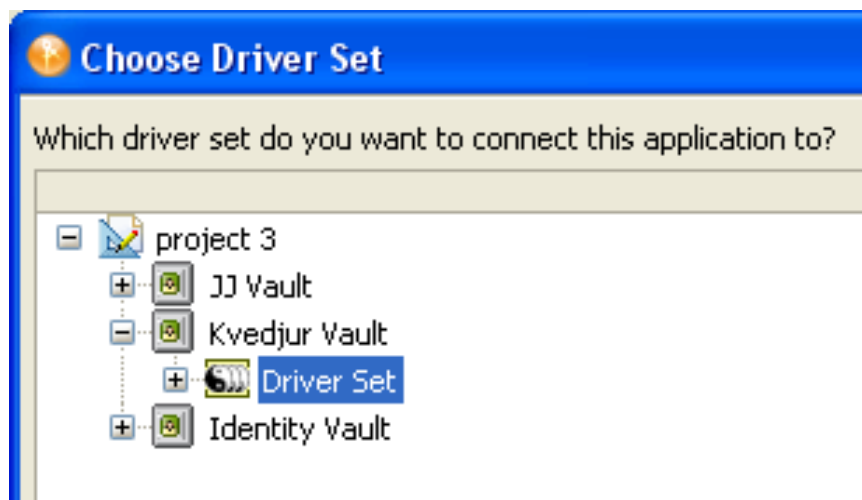 Choose Driver Set
Which driver set do you want to connect this application to?
project 3
JJ Vault
Kvedjur Vault
Driver Set
Identity Vault